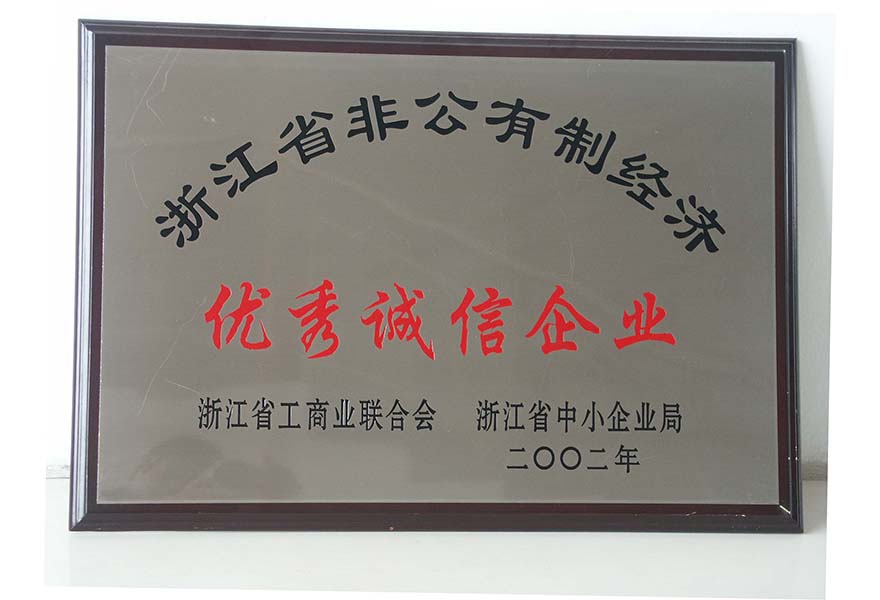 浙江省非公有制经济
优秀诚信企业
浙江省工商业联合会 浙江省中小企业局
二〇〇二年